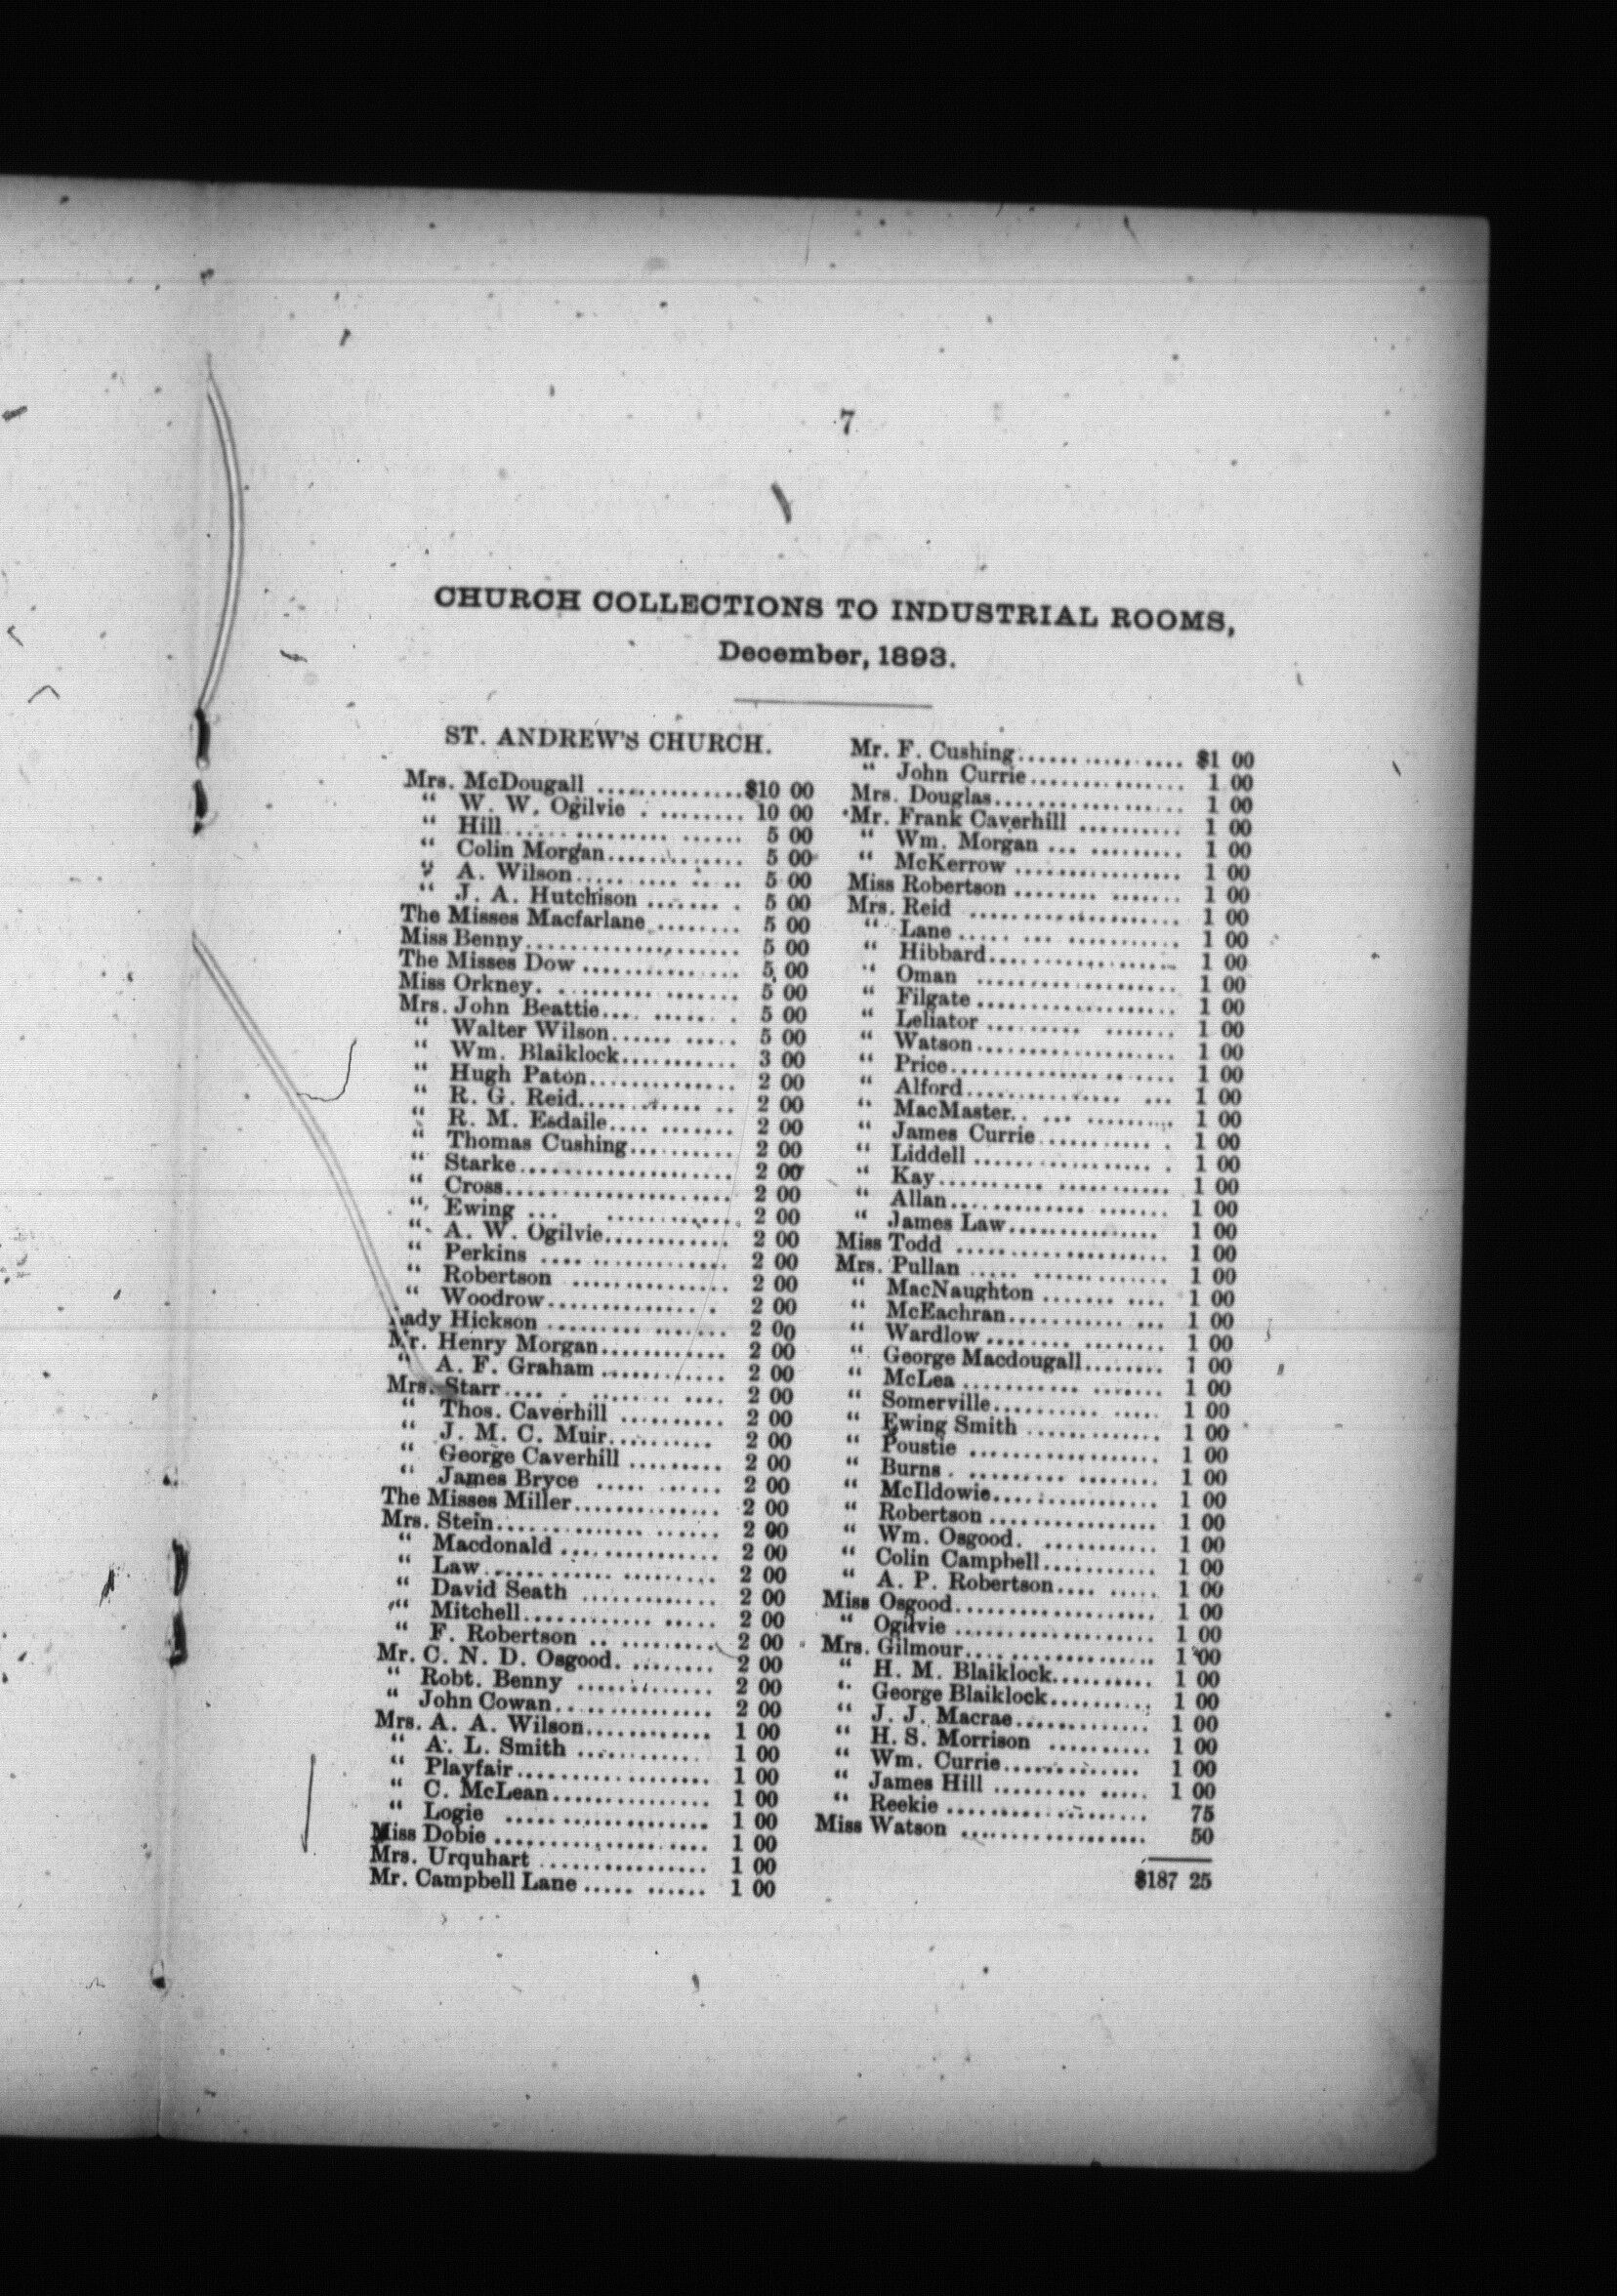 7
CHURCH COLLECTIONS TO INDUSTRIAL ROOMS,
December, 1893.
ST. ANDREW'S CHURCH.
Mrs. McDougall ..............$10 00
“ W. W. Ogilvie . ......... 10 00
“ Hill................. ...... 5 00
“ Colin Morgan.............. 5 00
“ A. Wilson..... .... .. .. 5 00
“ J. A. Hutchison ....... . 5 00
The Misses Macfarlane ........ 5 00
Miss Benny...................... 5 00
The Misses Dow ................ 5 00
Miss Orkney. .......... ....... 5 00
Mrs. John Beattie.... ...... . 5 00
“ Walter Wilson...... ..... 5 00
“ Wm. Blaiklock........... 3 00
“ Hugh Paton.............. 2 00
“ R. G. Reid............ .. 2 00
“ R. M. Esdaile.... ....... 2 00
“ Thomas Cushing.......... 2 00
“ Starke..................... 2 00
“ Cross...................... 2 00
“ Ewing ... ............. 2 00
“ A. W. Ogilvie............ 2 00
“ Perkins .... ............. 2 00
“ Robertson ............... 2 00
“ Woodrow.............. . 2 00
Lady Hickson .......... ....... 2 00
Mr. Henry Morgan............ 2 00
“ A. F. Graham ............ 2 00
Mrs. Starr.... . ....... .... 2 00
“ Thos. Caverhill .......... 2 00
“ J. M. C. Muir.......... 2 00
“ George Caverhill ......... 2 00
“ James Bryce ..... ...... 2 00
The Misses Miller.............. 2 00
Mrs. Stein............... ...... 2 00
“ Macdonald ............... 2 00
“ Law............ ......... 2 00
“ David Seath ............. 2 00
“ Mitchell............ ..... 2 00
“ F. Robertson .. ......... 2 00
Mr. C. N. D. Osgood. ........ 2 00
“ Robt. Benny ............. 2 00
“ John Cowan............... 2 00
Mrs. A. A. Wilson............ 1 00
“ A. L. Smith ............ 1 00
“ Playfair................... 1 00
“ C. McLean............... 1 00
“ Logie .................... 1 00
Miss Dobie ..................... 1 00
Mrs. Urquhart ................ 1 00
Mr. Campbell Lane ..... ...... 1 00
Mr. F. Cushing...... ..... .... $1 00
“ John Currie............... 1 00
Mrs. Douglas.................... 1 00
Mr. Frank Caverhill .......... 1 00
“ Wm. Morgan ... ......... 1 00
“ McKerrow ................ 1 00
Miss Robertson ........ ....... 1 00
Mrs. Reid ..................... 1 00
“ Lane ..... ... ........... 1 00
“ Hibbard................... 1 00
“ Oman .................... 1 00
“ Filgate .................... 1 00
“ Leliator ......... ....... 1 00
“ Watson.................... 1 00
“ Price....................... 1 00
“ Alford............... ... 1 00
“ MacMaster.. ... ......... 1 00
“ James Currie........... . 1 00
“ Liddell .................. . 1 00
“ Kay.......... ........... 1 00
“ Allan.............. ....... 1 00
“ James Law............... 1 00
Miss Todd ..................... 1 00
Mrs. Pullan ..... ............. 1 00
“ MacNaughton ....... .... 1 00
“ McEachran............ ... 1 00
“ Wardlow ........ ........ 1 00
“ George Macdougall........ 1 00
“ McLea ........... ....... 1 00
“ Somerville.......... ..... 1 00
“ Ewing Smith ............. 1 00
“ Poustie ................... 1 00
“ Burns . ......... ........ 1 00
“ McIldowie................ 1 00
“ Robertson ................ 1 00
“ Wm. Osgood. ........... 1 00
“ Colin Campbell........... 1 00
“ A. P. Robertson.... ..... 1 00
Miss Osgood.................... 1 00
“ Ogilvie .................... 1 00
Mrs. Gilmour................... 1 00
“ H. M. Blaiklock.......... 1 00
“ George Blaiklock.......... 1 00
“ J. J. Macrae............. 1 00
“ H. S. Morrison .......... 1 00
“ Wm. Currie.............. 1 00
“ James Hill ......... ..... 1 00
“ Reekie .................... 75
Miss Watson ................... 50
$187 25